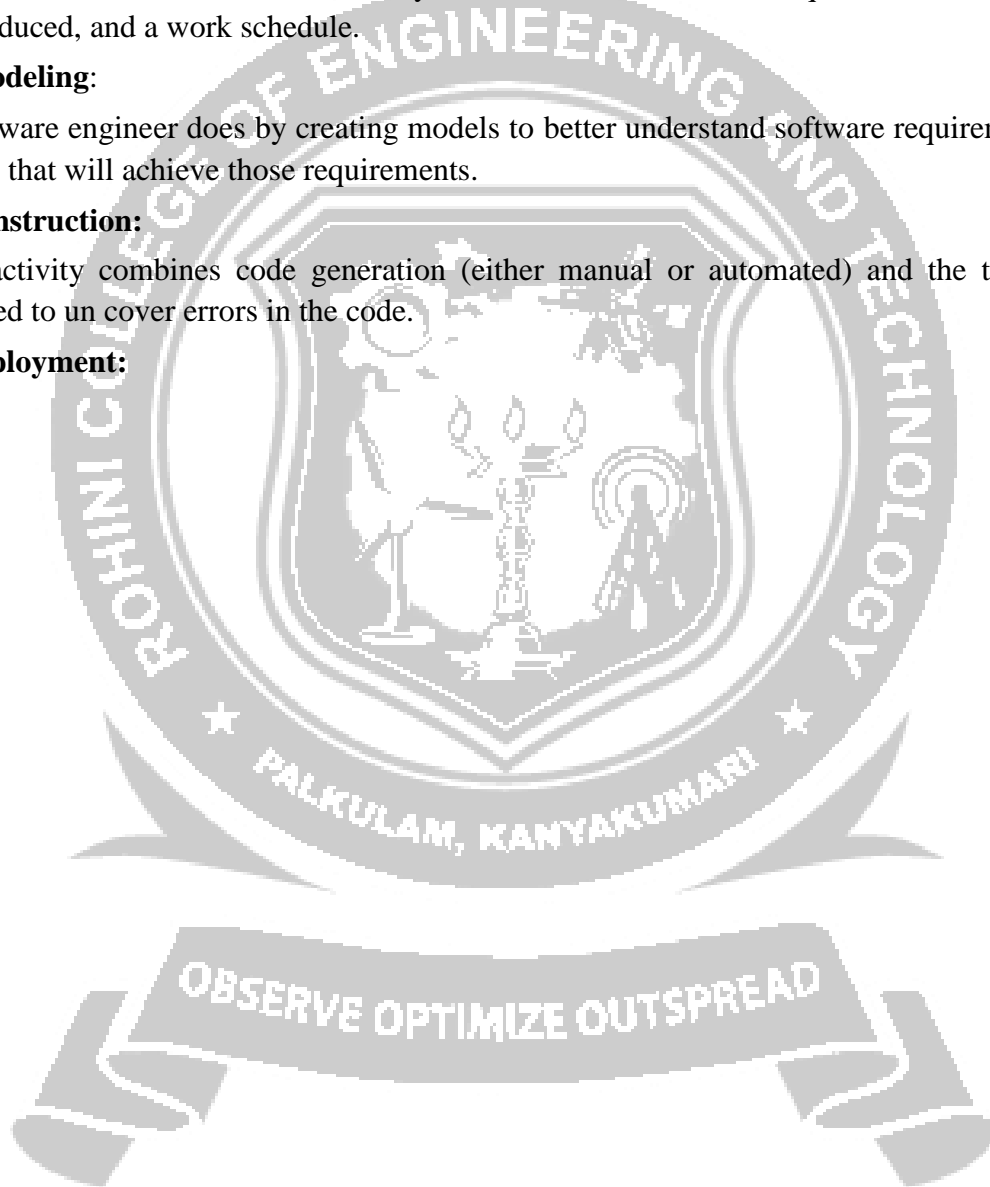 duced, and a work schedule.
odeling:
ware engineer does by creating models to better understand software requirem
that will achieve those requirements.
nstruction:
activity combines code generation (either manual or automated) and the t
ed to un cover errors in the code.
ployment:
ROHINI COLLEGE OF ENGINEERING AND TECHNOLOGY
PALKULAM, KANYAKUMARI
OBSERVE OPTIMIZE OUTSPREAD